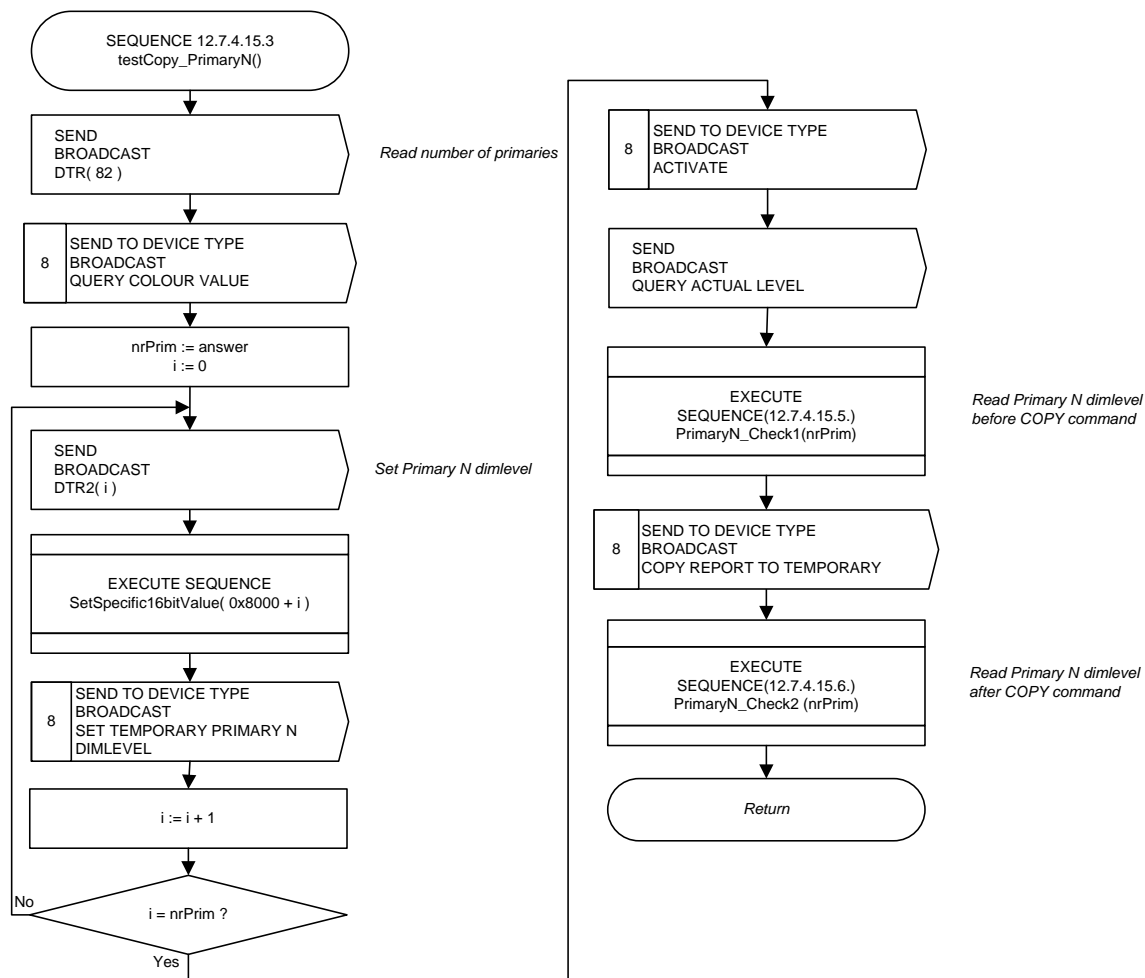 SEQUENCE 12.7.4.15.3
testCopy_PrimaryN()
SEND
BROADCAST
DTR( 82 )
Read number of primaries
8
SEND TO DEVICE TYPE
BROADCAST
QUERY COLOUR VALUE
nrPrim := answer
i := 0
SEND
BROADCAST
DTR2( i )
Set Primary N dimlevel
EXECUTE SEQUENCE
SetSpecific16bitValue( 0x8000 + i )
8
SEND TO DEVICE TYPE
BROADCAST
SET TEMPORARY PRIMARY N
DIMLEVEL
i := i + 1
No
i = nrPrim ?
Yes
8
SEND TO DEVICE TYPE
BROADCAST
ACTIVATE
SEND
BROADCAST
QUERY ACTUAL LEVEL
EXECUTE
SEQUENCE(12.7.4.15.5.)
PrimaryN_Check1(nrPrim)
Read Primary N dimlevel
before COPY command
8
SEND TO DEVICE TYPE
BROADCAST
COPY REPORT TO TEMPORARY
EXECUTE
SEQUENCE(12.7.4.15.6.)
PrimaryN_Check2 (nrPrim)
Read Primary N dimlevel
after COPY command
Return